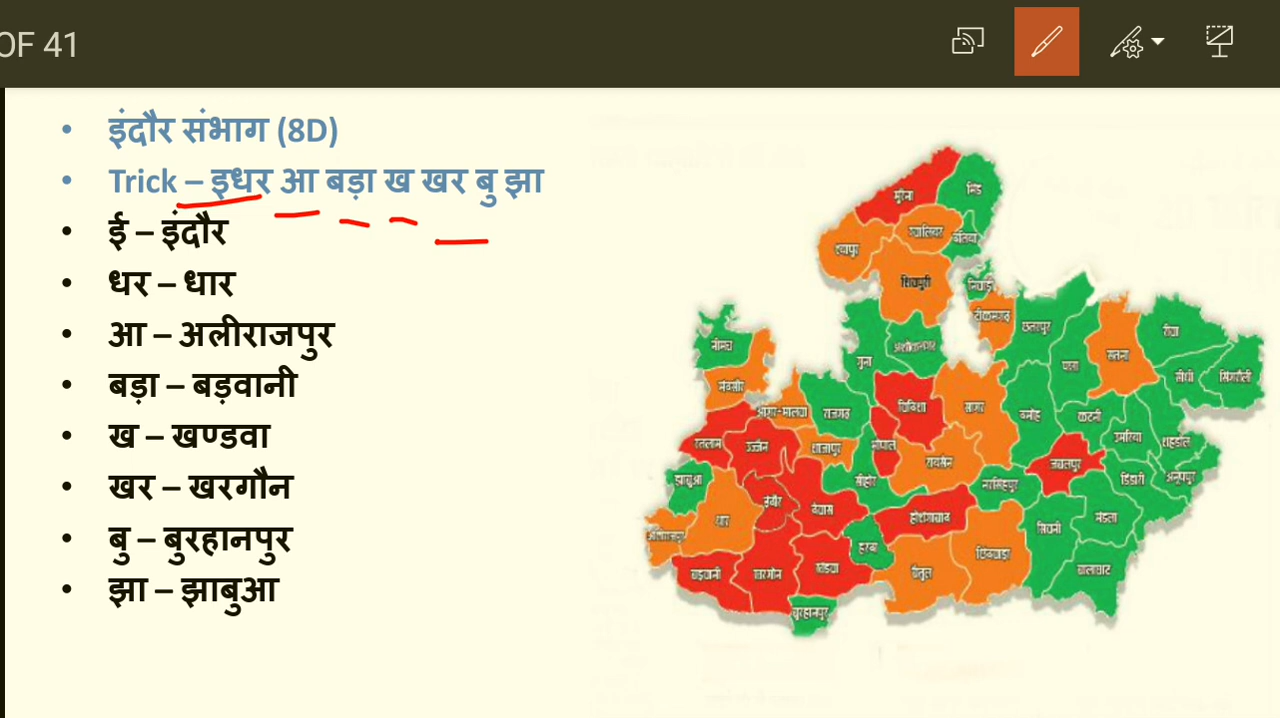 OF 41
इंदौर संभाग (8D)
Trick – इधर आ बड़ा ख खर बु झा
ई – इंदौर
धर – धार
आ – अलीराजपुर
बड़ा – बड़वानी
ख – खण्डवा
खर – खरगौन
बु – बुरहानपुर
झा – झाबुआ
मुरैना
भिंड
ग्वालियर
दतिया
श्योपुर
शिवपुरी
निवाड़ी
टीकमगढ़
छतरपुर
रीवा
नीमच
गुना
अशोकनगर
सतना
पन्ना
सीधी
सिंगरौली
मंदसौर
आगर-मालवा
राजगढ़
विदिशा
सागर
दमोह
कटनी
उमरिया
शहडोल
रतलाम
उज्जैन
शाजापुर
भोपाल
रायसेन
जबलपुर
डिंडोरी
अनूपपुर
झाबुआ
सीहोर
नरसिंहपुर
इंदौर
देवास
धार
होशंगाबाद
मंडला
सिवनी
अलीराजपुर
हरदा
छिंदवाड़ा
बड़वानी
खरगोन
खंडवा
बैतूल
बालाघाट
बुरहानपुर